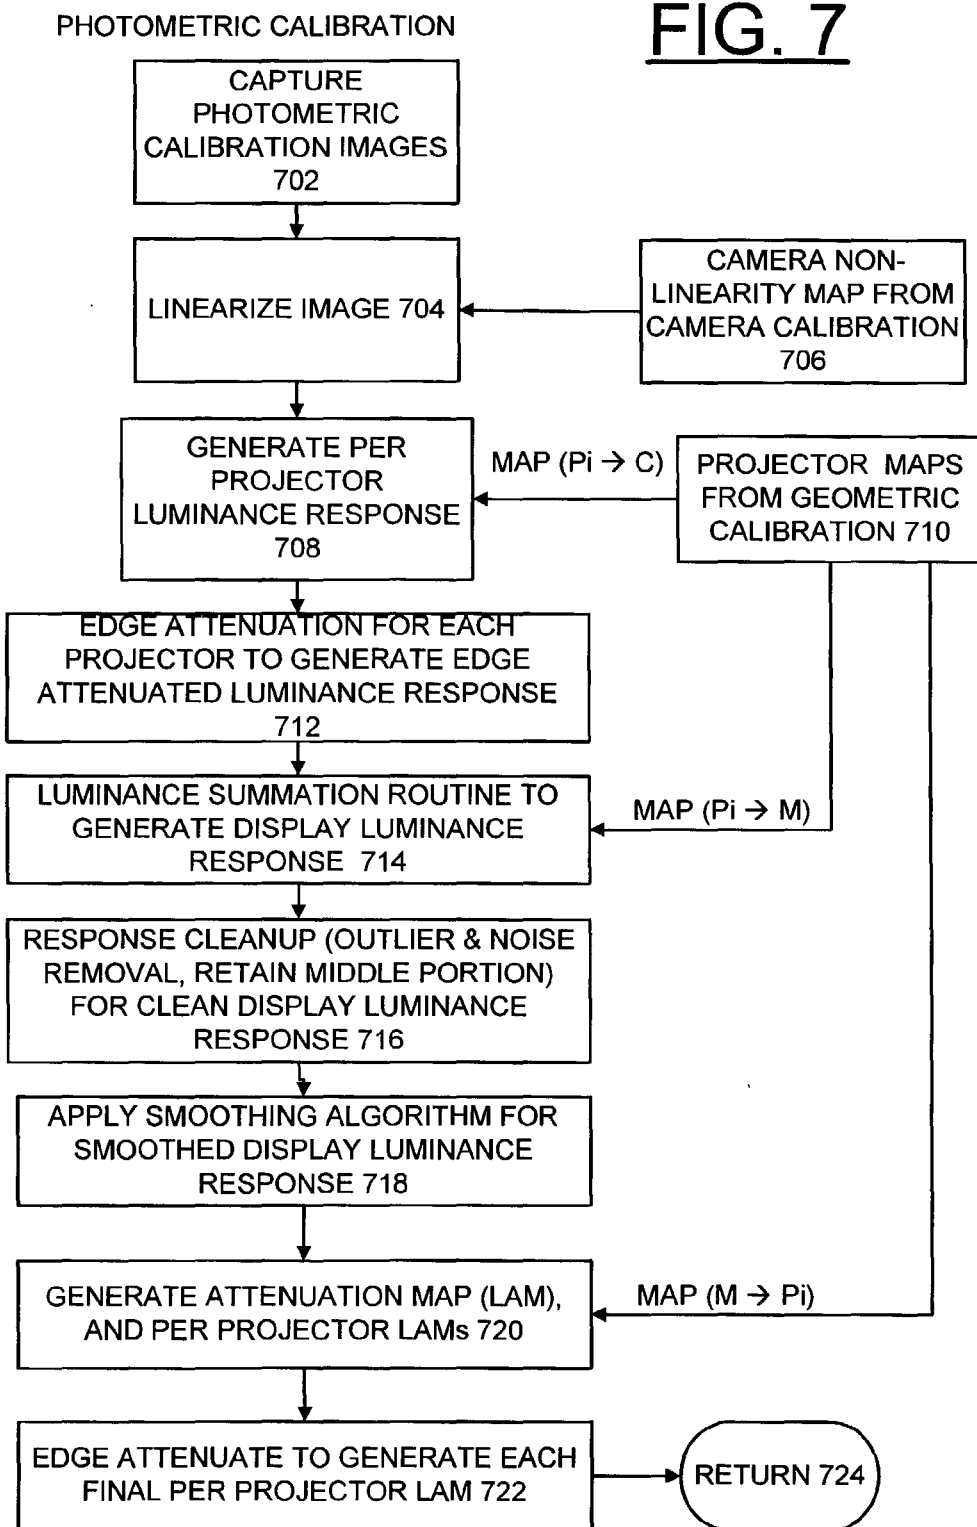 PHOTOMETRIC CALIBRATION
FIG. 7
CAPTURE
PHOTOMETRIC
CALIBRATION IMAGES
702
LINEARIZE IMAGE 704
CAMERA NON-
LINEARITY MAP FROM
CAMERA CALIBRATION
706
GENERATE PER
PROJECTOR
LUMINANCE RESPONSE
708
MAP (Pi → C)
PROJECTOR MAPS
FROM GEOMETRIC
CALIBRATION 710
EDGE ATTENUATION FOR EACH
PROJECTOR TO GENERATE EDGE
ATTENUATED LUMINANCE RESPONSE
712
LUMINANCE SUMMATION ROUTINE TO
GENERATE DISPLAY LUMINANCE
RESPONSE 714
MAP (Pi → M)
RESPONSE CLEANUP (OUTLIER & NOISE
REMOVAL, RETAIN MIDDLE PORTION)
FOR CLEAN DISPLAY LUMINANCE
RESPONSE 716
APPLY SMOOTHING ALGORITHM FOR
SMOOTHED DISPLAY LUMINANCE
RESPONSE 718
GENERATE ATTENUATION MAP (LAM),
AND PER PROJECTOR LAMs 720
MAP (M → Pi)
EDGE ATTENUATE TO GENERATE EACH
FINAL PER PROJECTOR LAM 722
RETURN 724